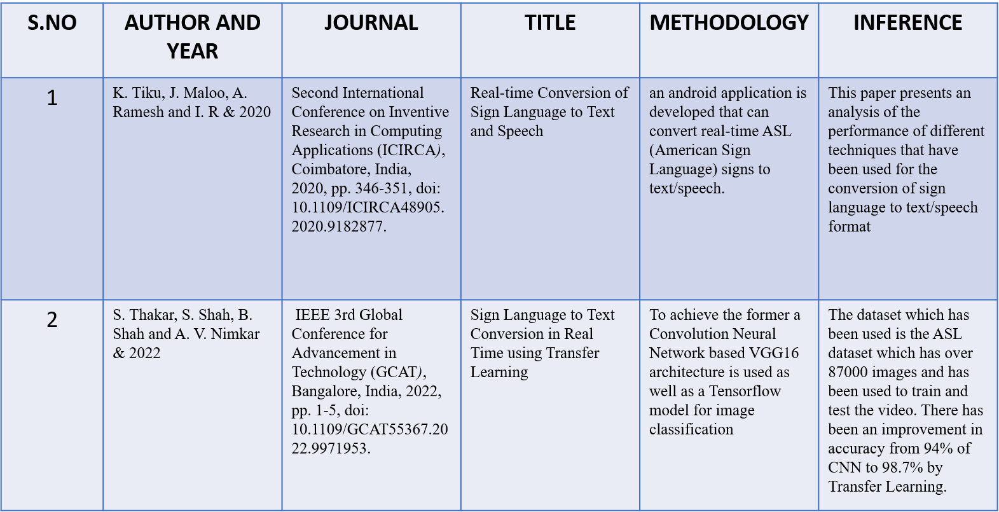 S.NO
AUTHOR AND
YEAR
JOURNAL
TITLE
METHODOLOGY
INFERENCE
1
K. Tiku, J. Maloo, A.
Ramesh and I. R & 2020
Second International
Conference on Inventive
Research in Computing
Applications (ICIRCA),
Coimbatore, India,
2020, pp. 346-351, doi:
10.1109/ICIRCA48905.
2020.9182877.
Real-time Conversion of
Sign Language to Text
and Speech
an android application is
developed that can
convert real-time ASL
(American Sign
Language) signs to
text/speech.
This paper presents an
analysis of the
performance of different
techniques that have
been used for the
conversion of sign
language to text/speech
format
2
S. Thakar, S. Shah, B.
Shah and A. V. Nimkar
& 2022
IEEE 3rd Global
Conference for
Advancement in
Technology (GCAT),
Bangalore, India, 2022,
pp. 1-5, doi:
10.1109/GCAT55367.20
22.9971953.
Sign Language to Text
Conversion in Real
Time using Transfer
Learning
To achieve the former a
Convolution Neural
Network based VGG16
architecture is used as
well as a Tensorflow
model for image
classification
The dataset which has
been used is the ASL
dataset which has over
87000 images and has
been used to train and
test the video. There has
been an improvement in
accuracy from 94% of
CNN to 98.7% by
Transfer Learning.